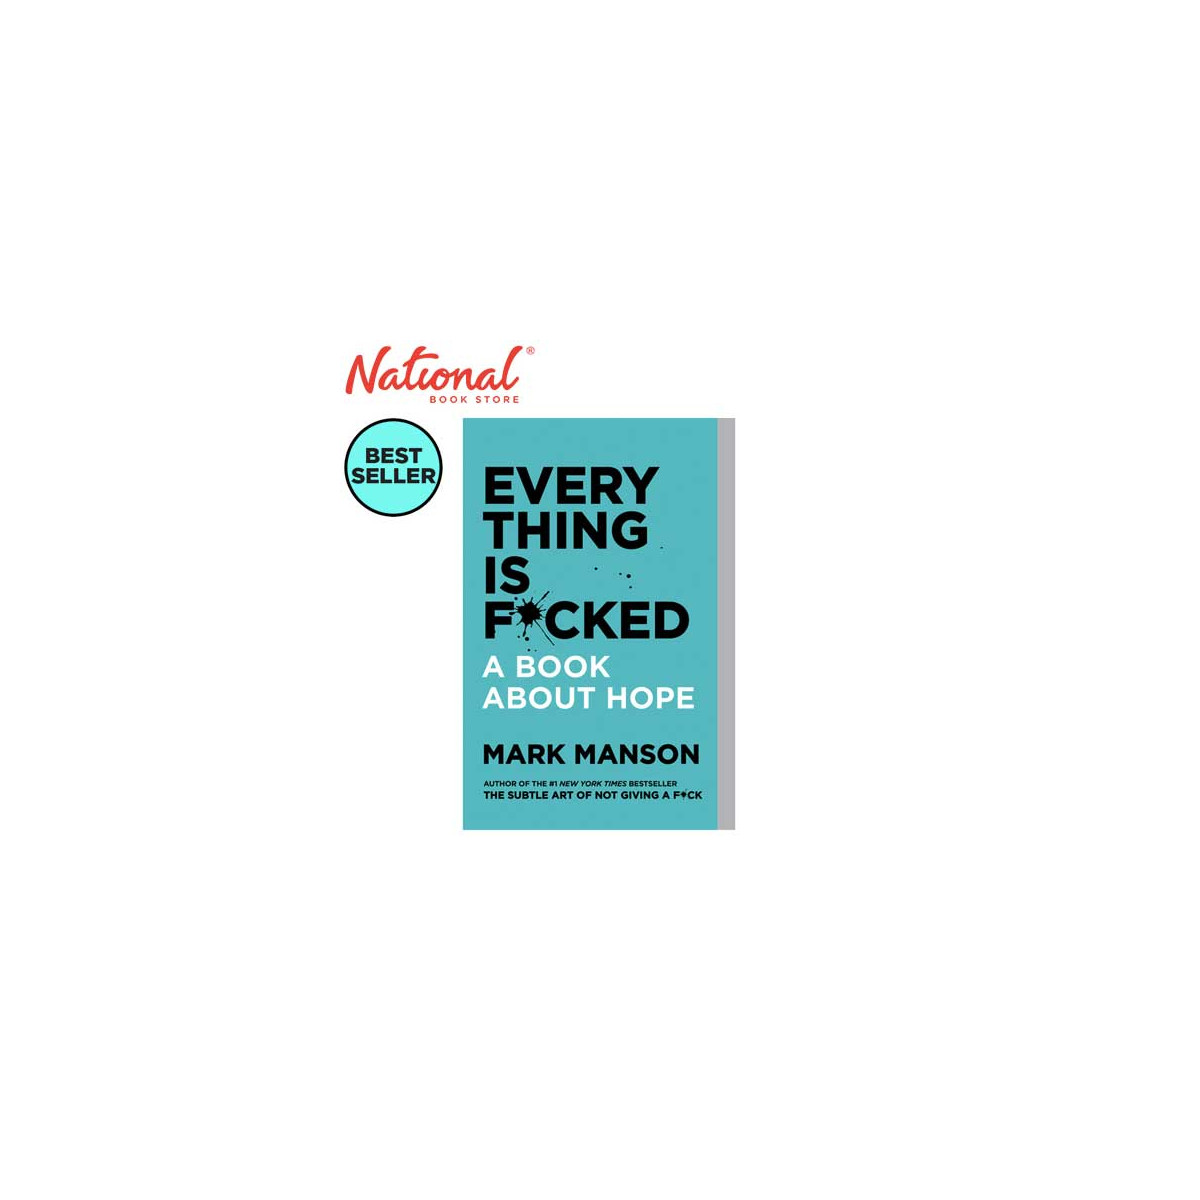 National®
BOOK STORE
BEST
SELLER
EVERY
THING
IS
F*CKED
A BOOK
ABOUT HOPE
MARK MANSON
AUTHOR OF THE #1 NEW YORK TIMES BESTSELLER
THE SUBTLE ART OF NOT GIVING A F*CK